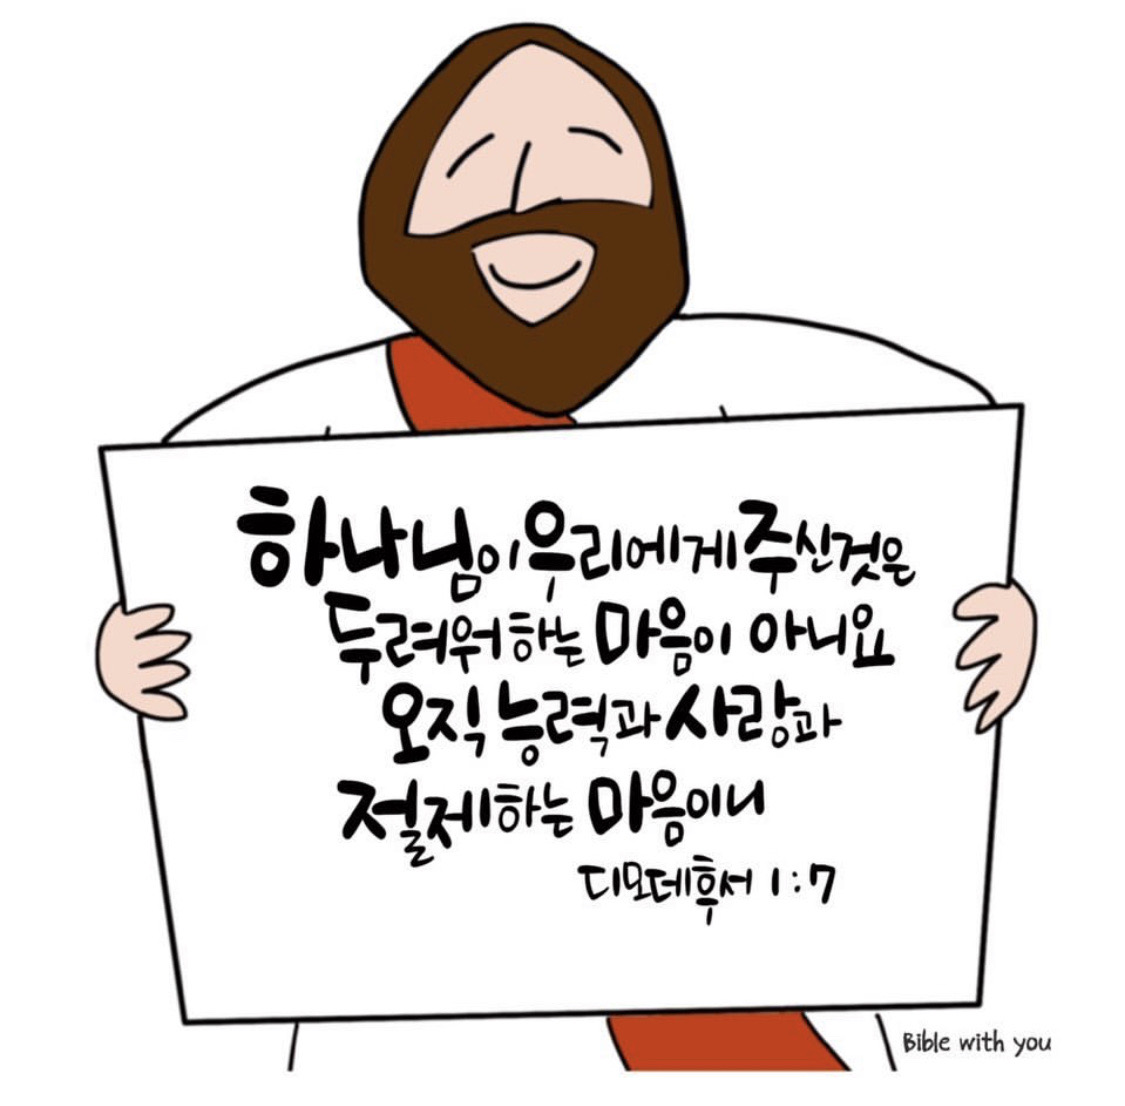 하나님이 우리에게 주신것은
두려워하는 마음이 아니요
오직 능력과 사랑과
절제하는 마음이니
디모데후서 1:7
Bible with you